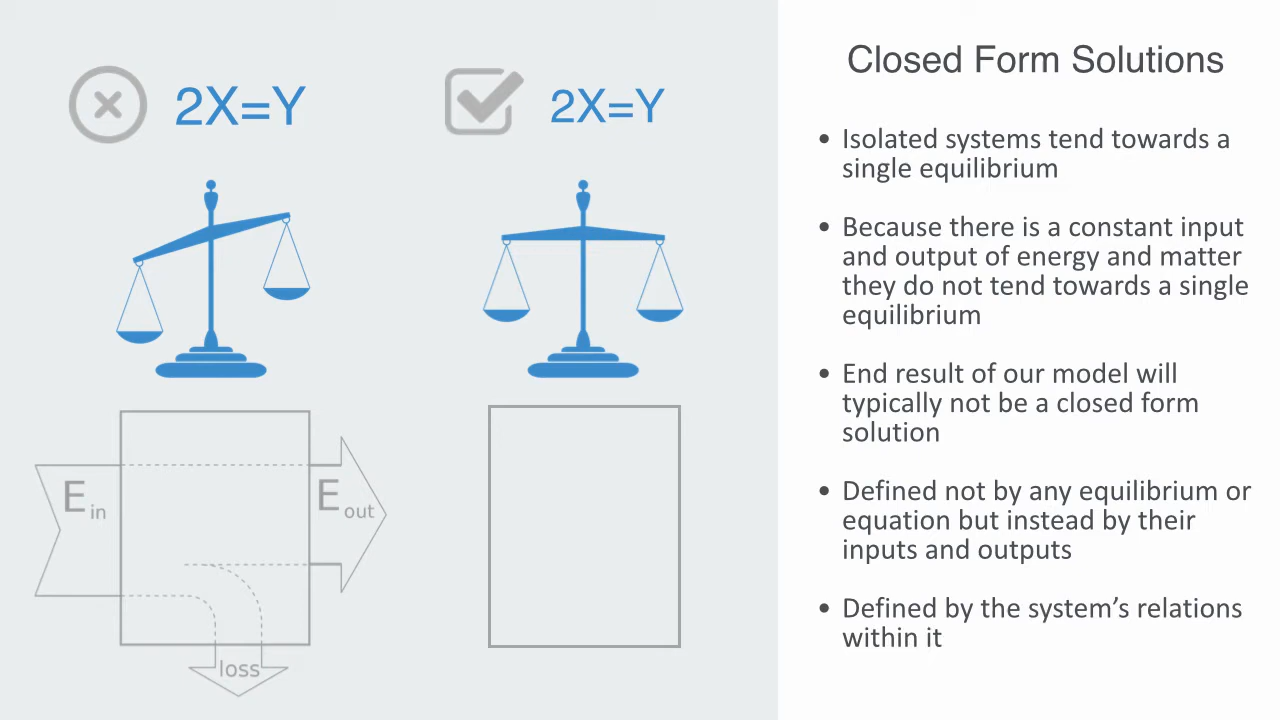 2X=Y
2X=Y
E in
E out
loss
Closed Form Solutions
• Isolated systems tend towards a
single equilibrium
• Because there is a constant input
and output of energy and matter
they do not tend towards a single
equilibrium
• End result of our model will
typically not be a closed form
solution
• Defined not by any equilibrium or
equation but instead by their
inputs and outputs
• Defined by the system’s relations
within it